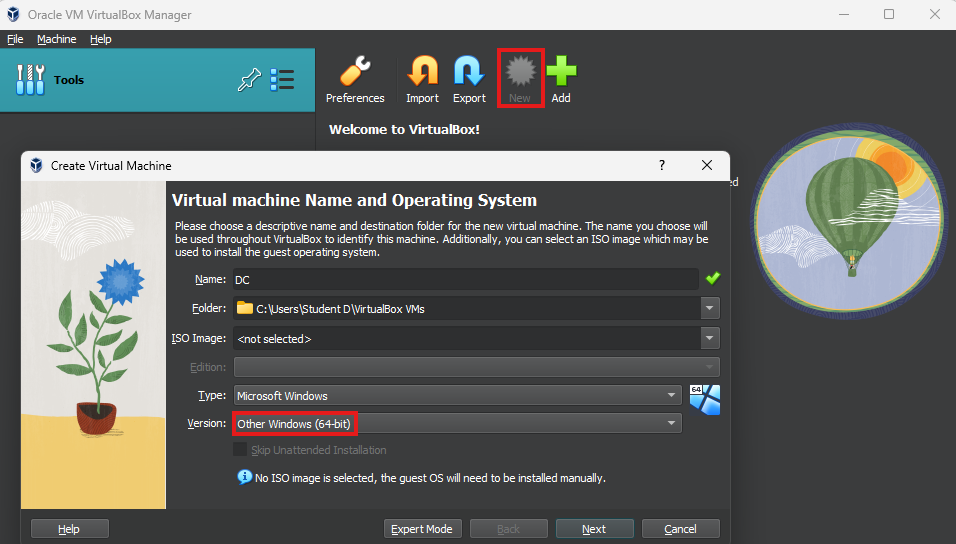 Oracle VM VirtualBox Manager
File Machine Help
Tools
Preferences Import Export New Add
Welcome to VirtualBox!
Create Virtual Machine ?
ed
Virtual machine Name and Operating System
Please choose a descriptive name and destination folder for the new virtual machine. The name you choose will
be used throughout VirtualBox to identify this machine. Additionally, you can select an ISO image which may be
used to install the guest operating system.
Name: DC
Folder: C:\Users\Student D\VirtualBox VMs
ISO Image: <not selected>
Edition:
Type: Microsoft Windows 64
Version: Other Windows (64-bit)
Skip Unattended Installation
No ISO image is selected, the guest OS will need to be installed manually.
Help Expert Mode Back Next Cancel